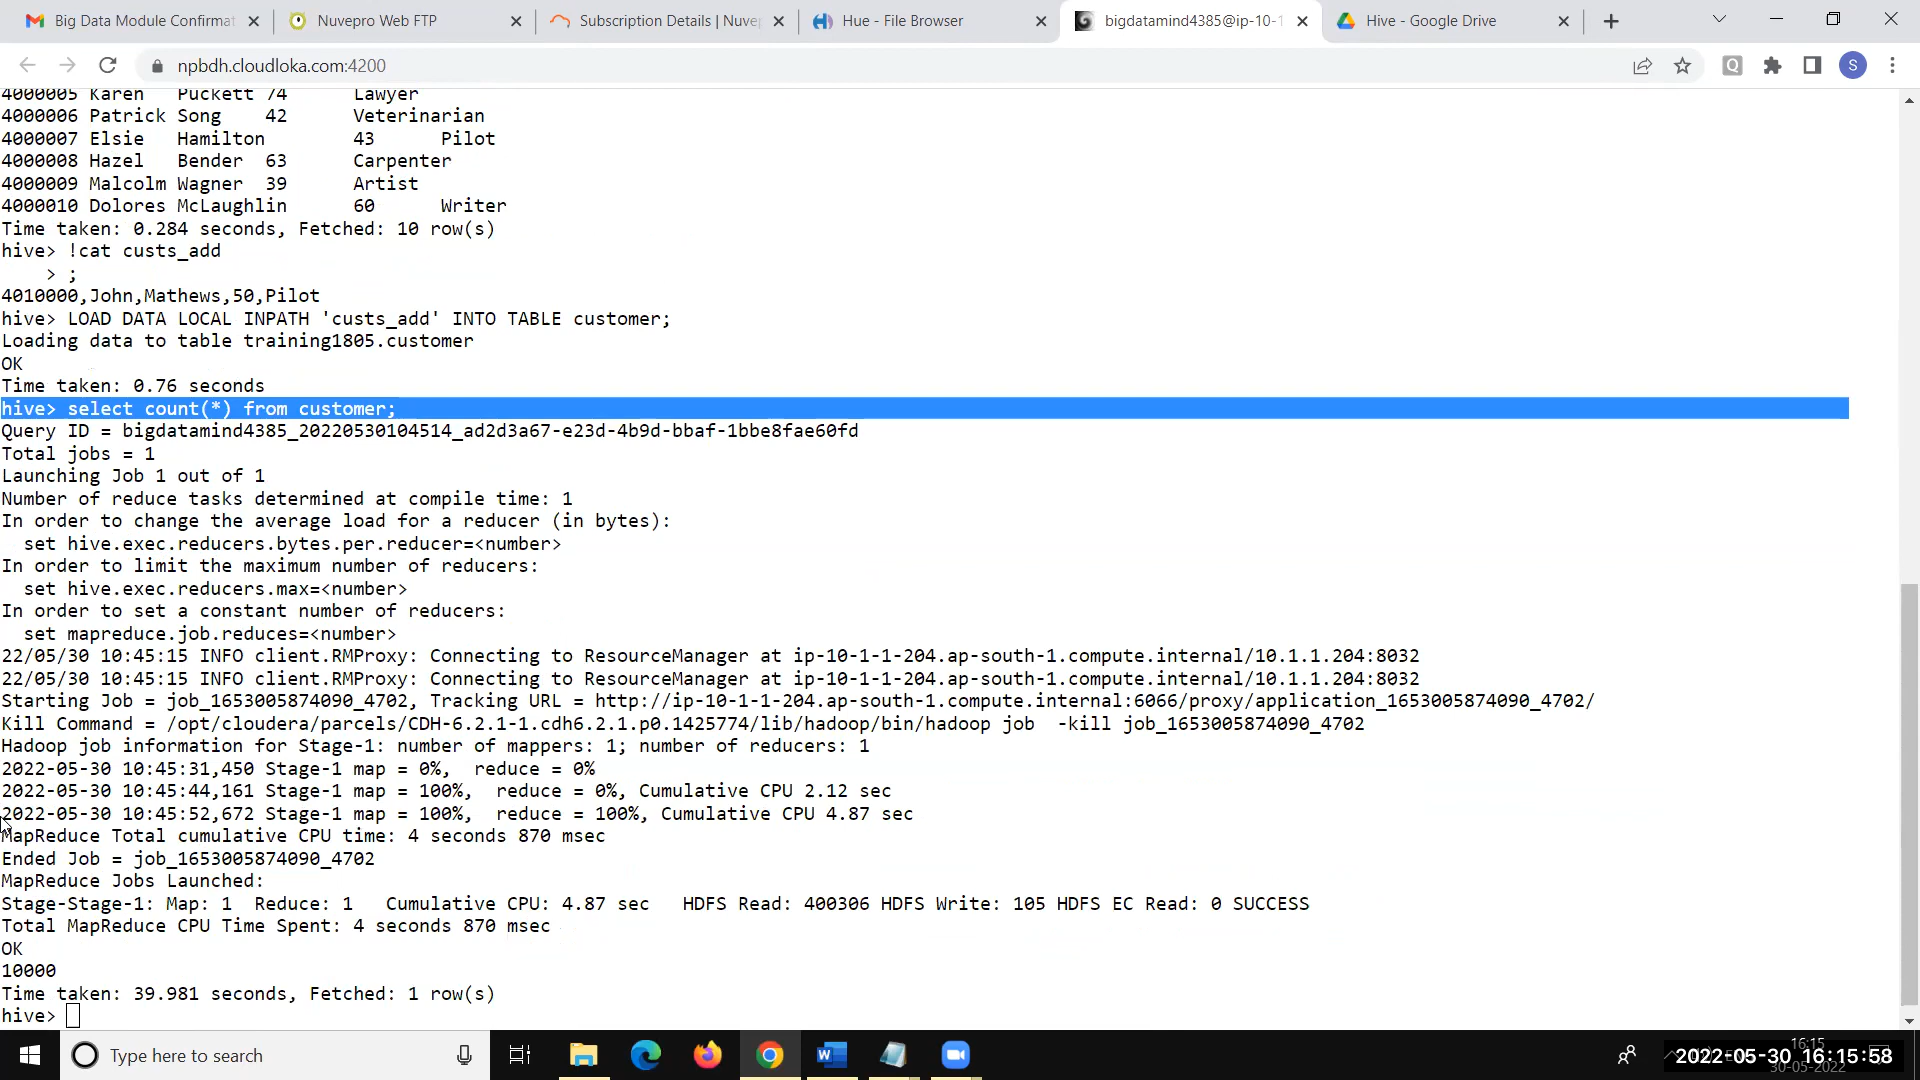 Big Data Module Confirmat
Nuvepro Web FTP
Subscription Details | Nuve
Hue - File Browser
bigdatamind4385@ip-10-1
Hive - Google Drive
npbdh.cloudloka.com:4200
S
4000005 Karen Puckett 74 Lawyer
4000006 Patrick Song 42 Veterinarian
4000007 Elsie Hamilton 43 Pilot
4000008 Hazel Bender 63 Carpenter
4000009 Malcolm Wagner 39 Artist
4000010 Dolores McLaughlin 60 Writer
Time taken: 0.284 seconds, Fetched: 10 row(s)
hive> !cat custs_add
> ;
4010000,John,Mathews,50,Pilot
hive> LOAD DATA LOCAL INPATH 'custs_add' INTO TABLE customer;
Loading data to table training1805.customer
OK
Time taken: 0.76 seconds
hive> select count(*) from customer;
Query ID = bigdatamind4385_20220530104514_ad2d3a67-e23d-4b9d-bbaf-1bbe8fae60fd
Total jobs = 1
Launching Job 1 out of 1
Number of reduce tasks determined at compile time: 1
In order to change the average load for a reducer (in bytes):
set hive.exec.reducers.bytes.per.reducer=<number>
In order to limit the maximum number of reducers:
set hive.exec.reducers.max=<number>
In order to set a constant number of reducers:
set mapreduce.job.reduces=<number>
22/05/30 10:45:15 INFO client.RMProxy: Connecting to ResourceManager at ip-10-1-1-204.ap-south-1.compute.internal/10.1.1.204:8032
22/05/30 10:45:15 INFO client.RMProxy: Connecting to ResourceManager at ip-10-1-1-204.ap-south-1.compute.internal/10.1.1.204:8032
Starting Job = job_1653005874090_4702, Tracking URL = http://ip-10-1-1-204.ap-south-1.compute.internal:6066/proxy/application_1653005874090_4702/
Kill Command = /opt/cloudera/parcels/CDH-6.2.1-1.cdh6.2.1.p0.1425774/lib/hadoop/bin/hadoop job -kill job_1653005874090_4702
Hadoop job information for Stage-1: number of mappers: 1; number of reducers: 1
2022-05-30 10:45:31,450 Stage-1 map = 0%, reduce = 0%
2022-05-30 10:45:44,161 Stage-1 map = 100%, reduce = 0%, Cumulative CPU 2.12 sec
2022-05-30 10:45:52,672 Stage-1 map = 100%, reduce = 100%, Cumulative CPU 4.87 sec
MapReduce Total cumulative CPU time: 4 seconds 870 msec
Ended Job = job_1653005874090_4702
MapReduce Jobs Launched:
Stage-Stage-1: Map: 1 Reduce: 1 Cumulative CPU: 4.87 sec HDFS Read: 400306 HDFS Write: 105 HDFS EC Read: 0 SUCCESS
Total MapReduce CPU Time Spent: 4 seconds 870 msec
OK
10000
Time taken: 39.981 seconds, Fetched: 1 row(s)
hive>
Type here to search
16:15
2022-05-30 16:15:58
30-05-2022